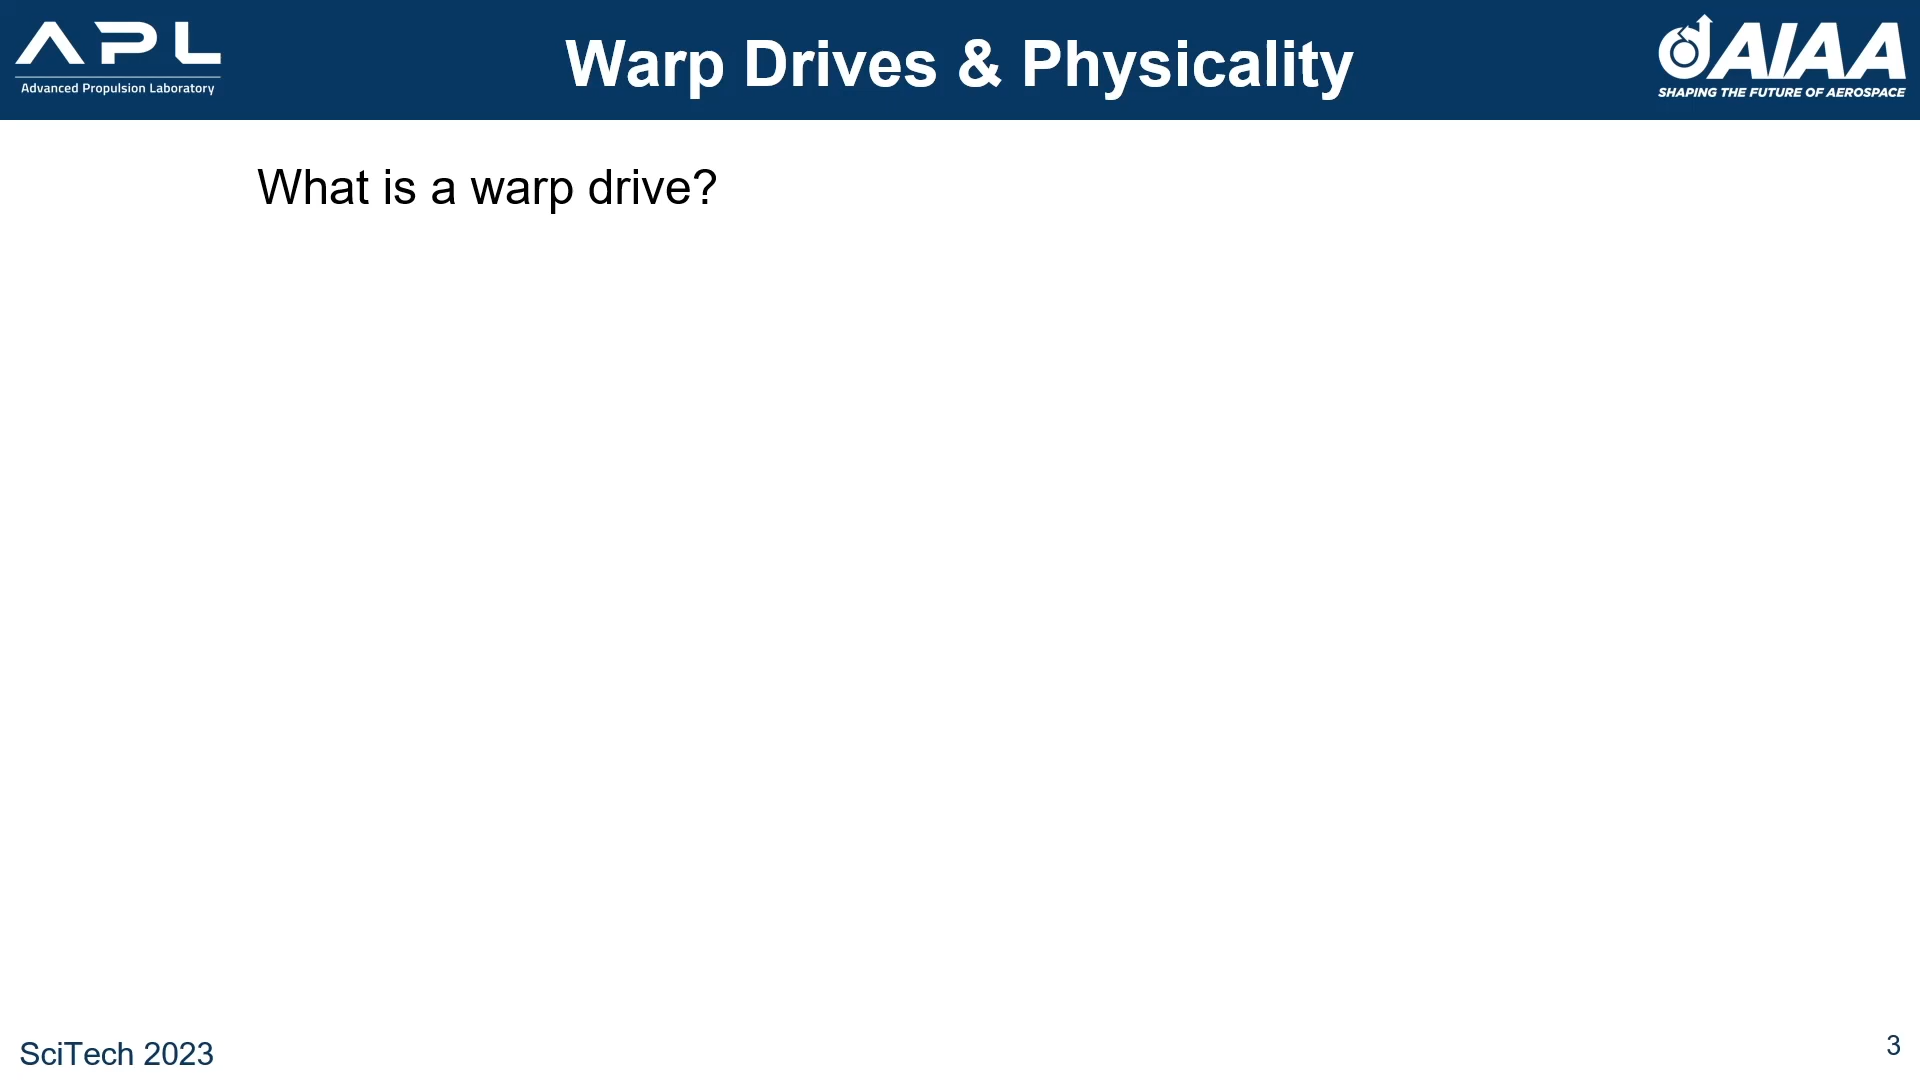 APL
Advanced Propulsion Laboratory
Warp Drives & Physicality
AIAA
SHAPING THE FUTURE OF AEROSPACE
What is a warp drive?
SciTech 2023
3